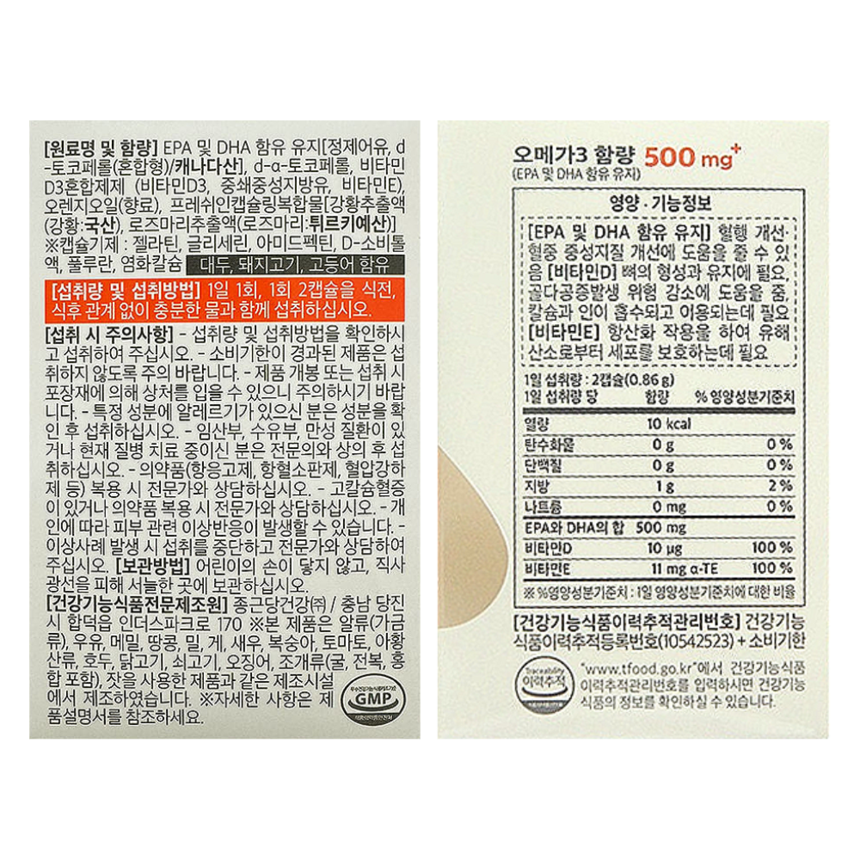 [원료명 및 함량] EPA 및 DHA 함유 유지[정제어유, d
-토코페롤(혼합형)/캐나다산], d-α-토코페롤, 비타민
D3혼합제제 (비타민D3, 중쇄중성지방유, 비타민E),
오렌지오일(향료), 프레쉬인캡슐링복합물[강황추출액
(강황:국산), 로즈마리추출액(로즈마리:튀르키예산)]
※캡슐기제 : 젤라틴, 글리세린, 아미드펙틴, D-소비톨
액, 풀루란, 염화칼슘 대두, 돼지고기, 고등어 함유
[섭취량 및 섭취방법] 1일 1회, 1회 2캡슐을 식전,
식후 관계 없이 충분한 물과 함께 섭취하십시오.
[섭취 시 주의사항] - 섭취량 및 섭취방법을 확인하시
고 섭취하여 주십시오. - 소비기한이 경과된 제품은 섭
취하지 않도록 주의 바랍니다. - 제품 개봉 또는 섭취 시
포장재에 의해 상처를 입을 수 있으니 주의하시기 바랍
니다. - 특정 성분에 알레르기가 있으신 분은 성분을 확
인 후 섭취하십시오. - 임산부, 수유부, 만성 질환이 있
거나 현재 질병 치료 중이신 분은 전문의와 상의 후 섭
취하십시오. - 의약품(항응고제, 항혈소판제, 혈압강하
제 등) 복용 시 전문가와 상담하십시오. - 고칼슘혈증
이 있거나 의약품 복용 시 전문가와 상담하십시오. - 개
인에 따라 피부 관련 이상반응이 발생할 수 있습니다. -
이상사례 발생 시 섭취를 중단하고 전문가와 상담하여
주십시오. [보관방법] 어린이의 손이 닿지 않고, 직사
광선을 피해 서늘한 곳에 보관하십시오.
[건강기능식품전문제조원] 종근당건강㈜ / 충남 당진
시 합덕읍 인더스파크로 170 ※본 제품은 알류(가금
류), 우유, 메밀, 땅콩, 밀, 게, 새우, 복숭아, 토마토, 아황
산류, 호두, 닭고기, 쇠고기, 오징어, 조개류(굴, 전복, 홍
합 포함), 잣을 사용한 제품과 같은 제조시설
에서 제조하였습니다. ※자세한 사항은 제
품설명서를 참조하세요.
GMP
오메가3 함량 500 mg+
(EPA 및 DHA 함유 유지)
영양 · 기능정보
[EPA 및 DHA 함유 유지] 혈행 개선·
혈중 중성지질 개선에 도움을 줄 수 있
음 [비타민D] 뼈의 형성과 유지에 필요,
골다공증발생 위험 감소에 도움을 줌,
칼슘과 인이 흡수되고 이용되는데 필요
[비타민E] 항산화 작용을 하여 유해
산소로부터 세포를 보호하는데 필요
1일 섭취량 : 2캡슐(0.86 g)
1일 섭취량 당 함량 % 영양성분기준치
열량 10 kcal
탄수화물 0 g 0 %
단백질 0 g 0 %
지방 1 g 2 %
나트륨 0 mg 0 %
EPA와 DHA의 합 500 mg
비타민D 10 µg 100 %
비타민E 11 mg α-TE 100 %
※ %영양성분기준치 : 1일 영양성분기준치에 대한 비율
[건강기능식품이력추적관리번호] 건강기능
식품이력추적등록번호(10542523) + 소비기한
Traceability
이력추적
"www.tfood.go.kr"에서 건강기능식품
이력추적관리번호를 입력하시면 건강기능
식품의 정보를 확인하실 수 있습니다.